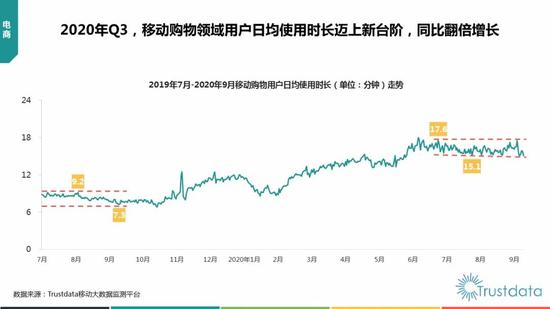 电商
2020年Q3，移动购物领域用户日均使用时长迈上新台阶，同比翻倍增长
2019年7月-2020年9月移动购物用户日均使用时长（单位：分钟）走势
24
18
12
6
0
9.2
7.3
17.6
15.1
7月 8月 9月 10月 11月 12月 2020年1月 2月 3月 4月 5月 6月 7月 8月 9月
数据来源：Trustdata移动大数据监测平台
Trustdata